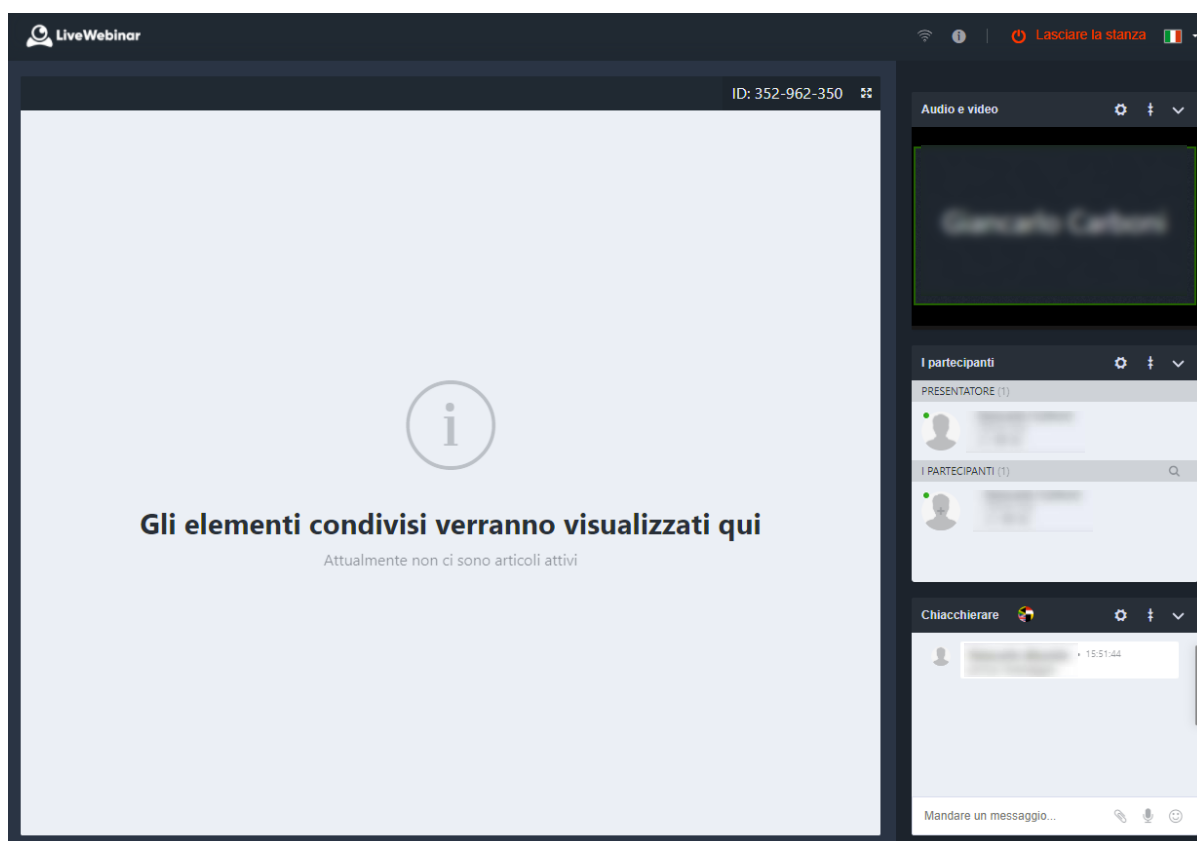 LiveWebinar
Lasciare la stanza
ID: 352-962-350
Gli elementi condivisi verranno visualizzati qui
Attualmente non ci sono articoli attivi
Audio e video
I partecipanti
PRESENTATORE (1)
I PARTECIPANTI (1)
Chiacchierare
15:51:44
Mandare un messaggio...